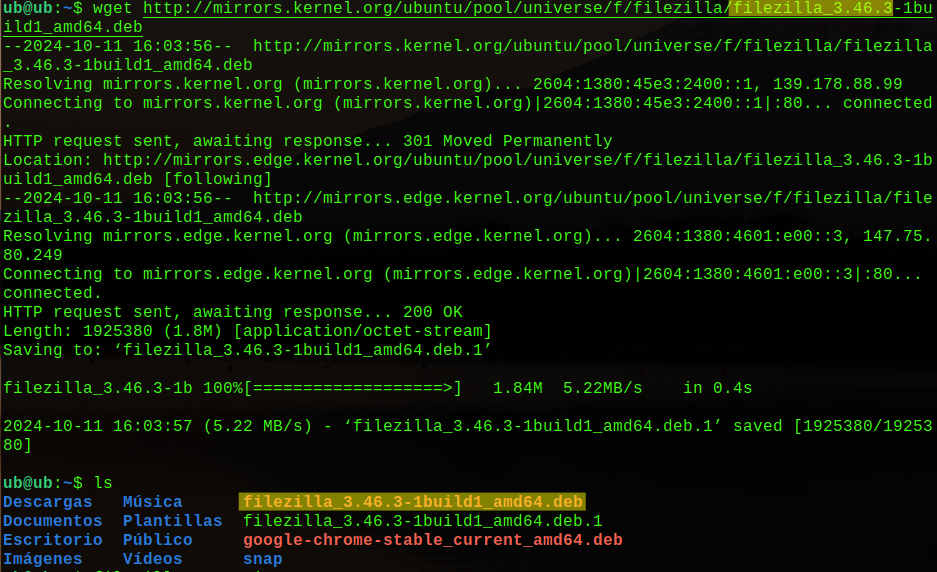 ub@ub:~$ wget http://mirrors.kernel.org/ubuntu/pool/universe/f/filezilla/filezilla_3.46.3-1bu
ild1_amd64.deb
--2024-10-11 16:03:56--  http://mirrors.kernel.org/ubuntu/pool/universe/f/filezilla/filezilla
_3.46.3-1build1_amd64.deb
Resolving mirrors.kernel.org (mirrors.kernel.org)... 2604:1380:45e3:2400::1, 139.178.88.99
Connecting to mirrors.kernel.org (mirrors.kernel.org)|2604:1380:45e3:2400::1|:80... connected
.
HTTP request sent, awaiting response... 301 Moved Permanently
Location: http://mirrors.edge.kernel.org/ubuntu/pool/universe/f/filezilla/filezilla_3.46.3-1b
uild1_amd64.deb [following]
--2024-10-11 16:03:56--  http://mirrors.edge.kernel.org/ubuntu/pool/universe/f/filezilla/file
zilla_3.46.3-1build1_amd64.deb
Resolving mirrors.edge.kernel.org (mirrors.edge.kernel.org)... 2604:1380:4601:e00::3, 147.75.
80.249
Connecting to mirrors.edge.kernel.org (mirrors.edge.kernel.org)|2604:1380:4601:e00::3|:80...
connected.
HTTP request sent, awaiting response... 200 OK
Length: 1925380 (1.8M) [application/octet-stream]
Saving to: ‘filezilla_3.46.3-1build1_amd64.deb.1’
filezilla_3.46.3-1b 100%[===================>]   1.84M  5.22MB/s    in 0.4s
2024-10-11 16:03:57 (5.22 MB/s) - ‘filezilla_3.46.3-1build1_amd64.deb.1’ saved [1925380/19253
80]
ub@ub:~$ ls
Descargas   Música      filezilla_3.46.3-1build1_amd64.deb
Documentos  Plantillas  filezilla_3.46.3-1build1_amd64.deb.1
Escritorio  Público     google-chrome-stable_current_amd64.deb
Imágenes    Vídeos      snap